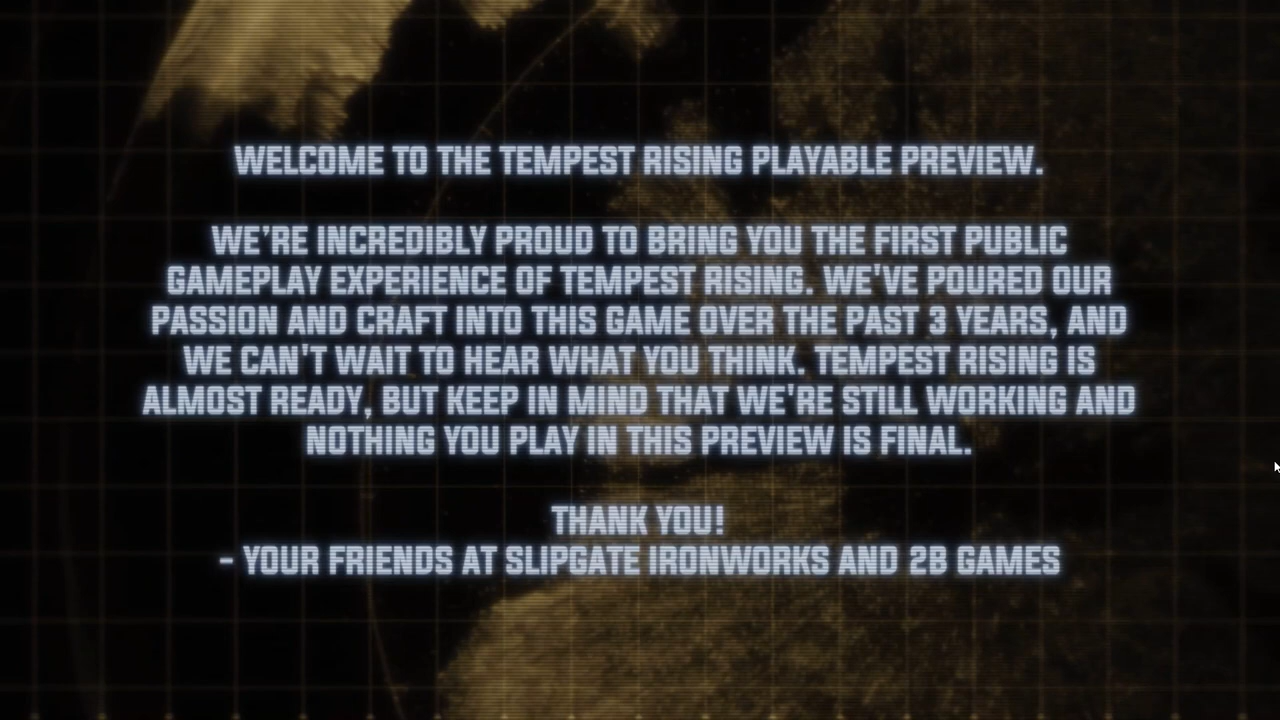 WELCOME TO THE TEMPEST RISING PLAYABLE PREVIEW.
WE'RE INCREDIBLY PROUD TO BRING YOU THE FIRST PUBLIC
GAMEPLAY EXPERIENCE OF TEMPEST RISING. WE'VE POURED OUR
PASSION AND CRAFT INTO THIS GAME OVER THE PAST 3 YEARS, AND
WE CAN'T WAIT TO HEAR WHAT YOU THINK. TEMPEST RISING IS
ALMOST READY, BUT KEEP IN MIND THAT WE'RE STILL WORKING AND
NOTHING YOU PLAY IN THIS PREVIEW IS FINAL.
THANK YOU!
- YOUR FRIENDS AT SLIPGATE IRONWORKS AND 2B GAMES